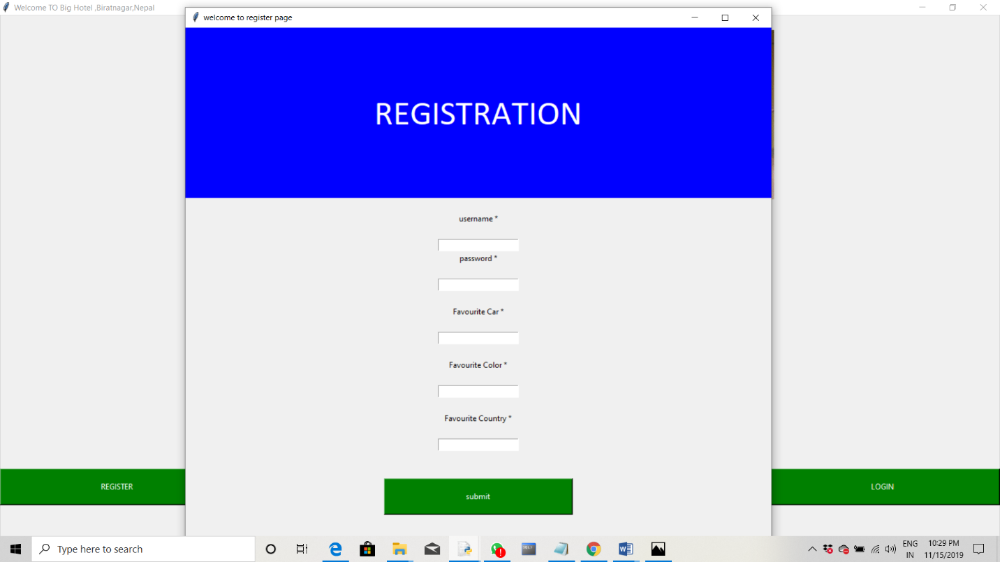 Welcome TO Big Hotel ,Biratnagar,Nepal
welcome to register page
REGISTRATION
username *
password *
Favourite Car *
Favourite Color *
Favourite Country *
REGISTER
submit
LOGIN
Type here to search
ENG
IN
10:29 PM
11/15/2019